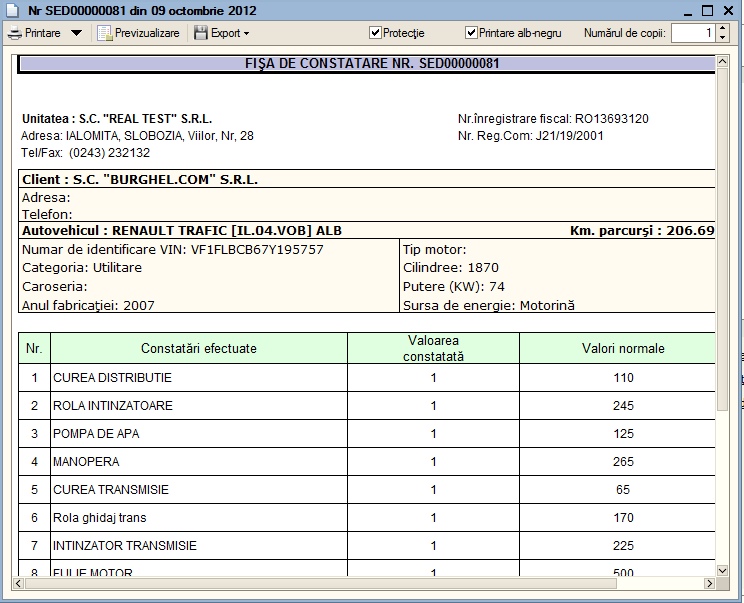 Nr SED00000081 din 09 octombrie 2012
Printare Previzualizare Export Protecţie Printare alb-negru Numărul de copii: 1
FIŞA DE CONSTATARE NR. SED00000081
Unitatea : S.C. "REAL TEST" S.R.L. Nr.înregistrare fiscal: RO13693120
Adresa: IALOMITA, SLOBOZIA, Viilor, Nr, 28 Nr. Reg.Com: J21/19/2001
Tel/Fax: (0243) 232132
Client : S.C. "BURGHEL.COM" S.R.L.
Adresa:
Telefon:
Autovehicul : RENAULT TRAFIC [IL.04.VOB] ALB Km. parcurşi : 206.69
Numar de identificare VIN: VF1FLBCB67Y195757 Tip motor:
Categoria: Utilitare Cilindree: 1870
Caroseria: Putere (KW): 74
Anul fabricaţiei: 2007 Sursa de energie: Motorină
Nr. Constatări efectuate Valoarea constatată Valori normale
1 CUREA DISTRIBUTIE 1 110
2 ROLA INTINZATOARE 1 245
3 POMPA DE APA 1 125
4 MANOPERA 1 265
5 CUREA TRANSMISIE 1 65
6 Rola ghidaj trans 1 170
7 INTINZATOR TRANSMISIE 1 225
8 FULIE MOTOR 1 500